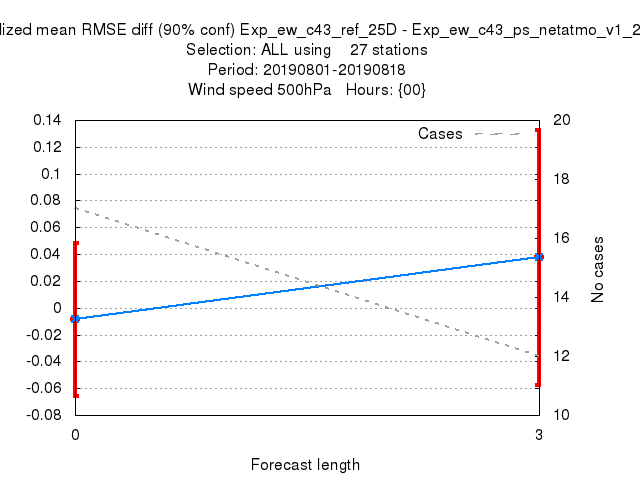 lized mean RMSE diff (90% conf) Exp_ew_c43_ref_25D - Exp_ew_c43_ps_netatmo_v1_2
Selection: ALL using 27 stations
Period: 20190801-20190818
Wind speed 500hPa Hours: {00}
Cases
0.14
0.12
0.1
0.08
0.06
0.04
0.02
0
-0.02
-0.04
-0.06
-0.08
20
18
16
14
12
10
No cases
0
3
Forecast length